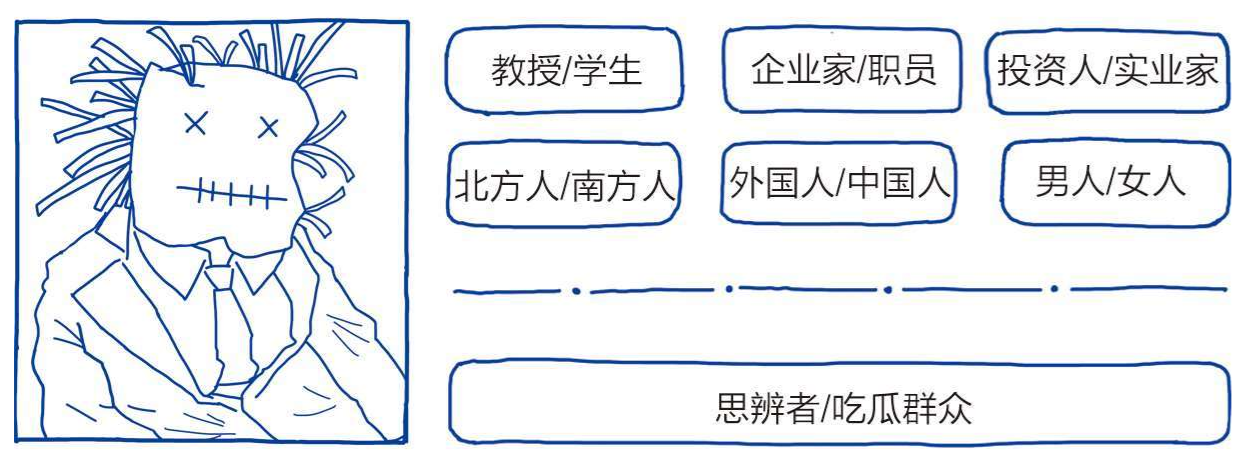 教授/学生
企业家/职员
投资人/实业家
北方人/南方人
外国人/中国人
男人/女人
思辨者/吃瓜群众